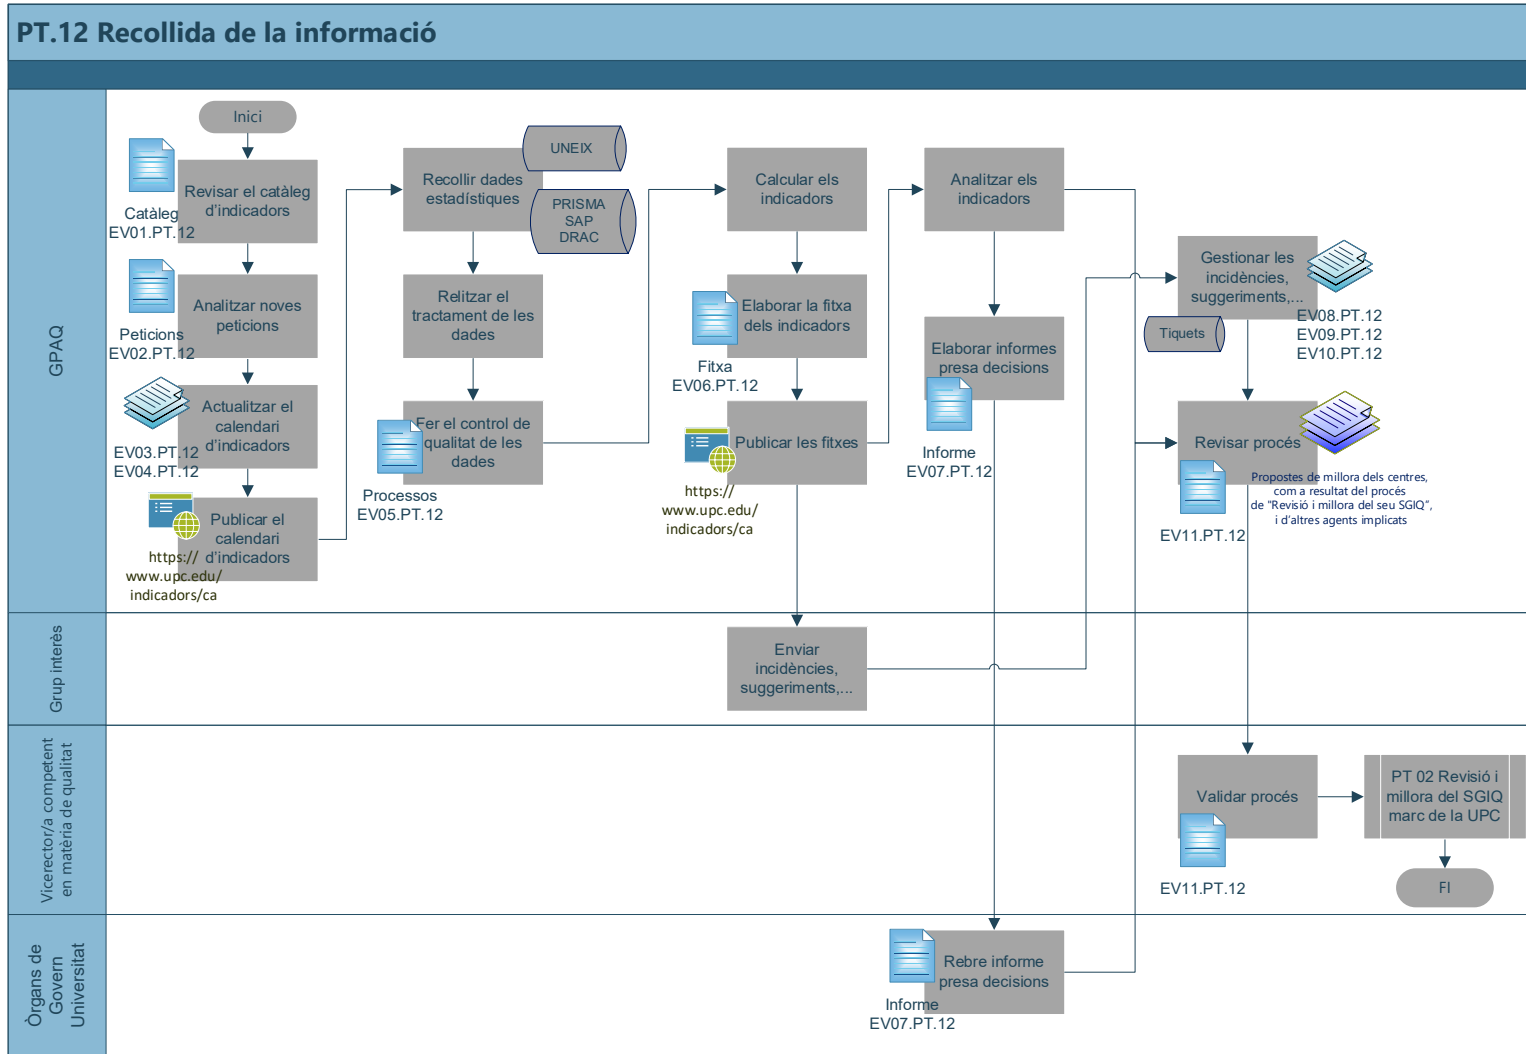 PT.12 Recollida de la informació
GPAQ
Inici
Revisar el catàleg
d’indicadors
Catàleg
EV01.PT.12
Analitzar noves
peticions
Peticions
EV02.PT.12
Actualitzar el
calendari
d’indicadors
EV03.PT.12
EV04.PT.12
Publicar el
calendari
d’indicadors
https://
www.upc.edu/
indicadors/ca
Recollir dades
estadístiques
UNEIX
PRISMA
SAP
DRAC
Relitzar el
tractament de les
dades
Fer el control de
qualitat de les
dades
Processos
EV05.PT.12
Calcular els
indicadors
Elaborar la fitxa
dels indicadors
Fitxa
EV06.PT.12
Publicar les fitxes
https://
www.upc.edu/
indicadors/ca
Analitzar els
indicadors
Elaborar informes
presa decisions
Informe
EV07.PT.12
Gestionar les
incidències,
suggeriments,...
Tiquets
EV08.PT.12
EV09.PT.12
EV10.PT.12
Revisar procés
EV11.PT.12
Propostes de millora dels centres,
com a resultat del procés
de “Revisió i millora del seu SGIQ”,
i d’altres agents implicats
Grup interès
Enviar
incidències,
suggeriments,...
Vicerector/a competent
en matèria de qualitat
Validar procés
EV11.PT.12
PT 02 Revisió i
millora del SGIQ
marc de la UPC
FI
Òrgans de
Govern
Universitat
Rebre informe
presa decisions
Informe
EV07.PT.12